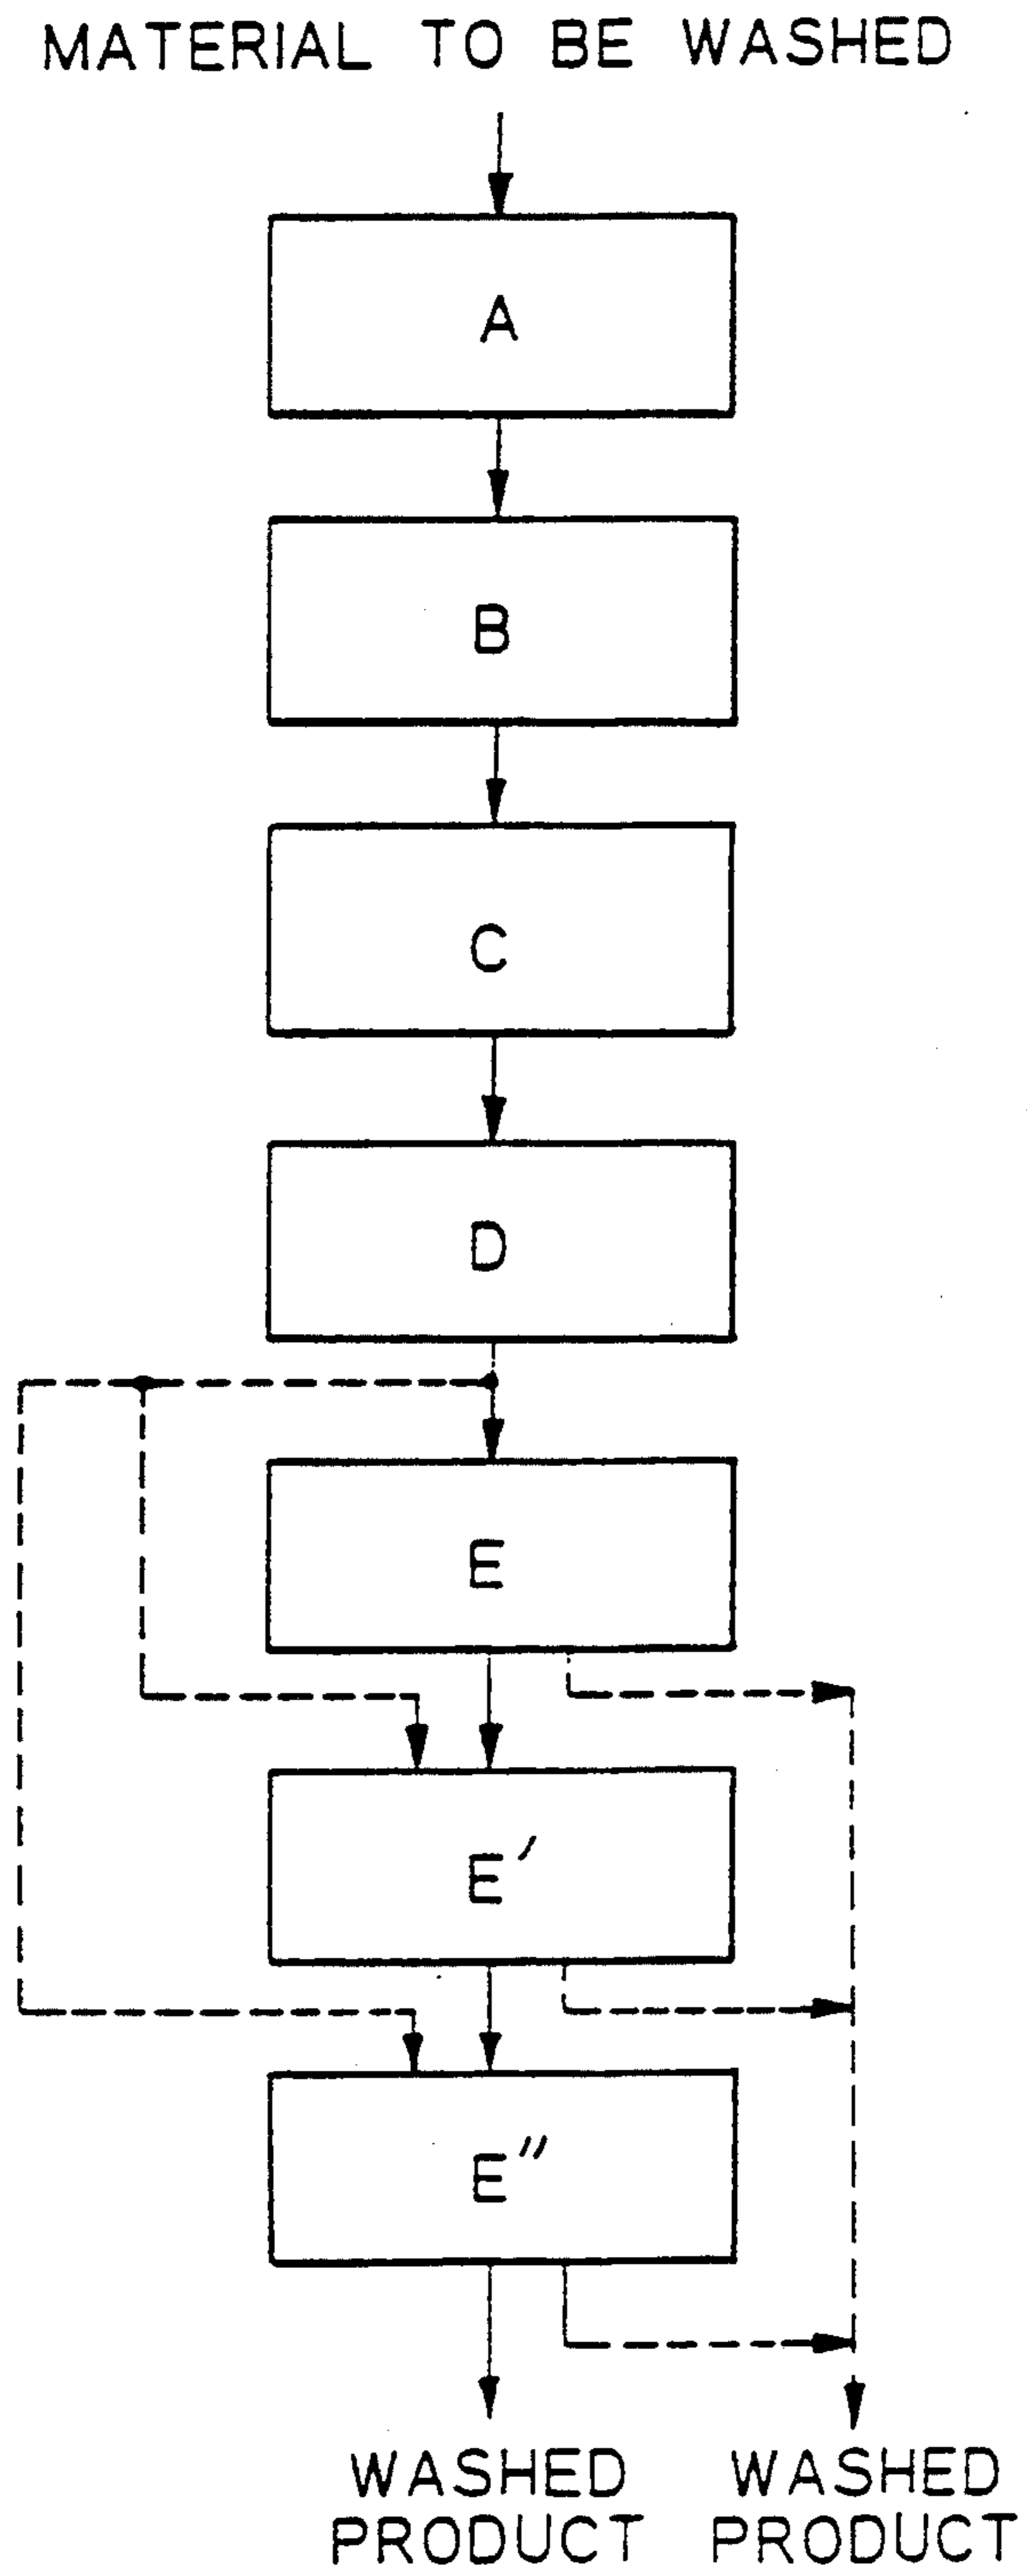 MATERIAL TO BE WASHED
A
B
C
D
E
E′
E″
WASHED PRODUCT
WASHED PRODUCT